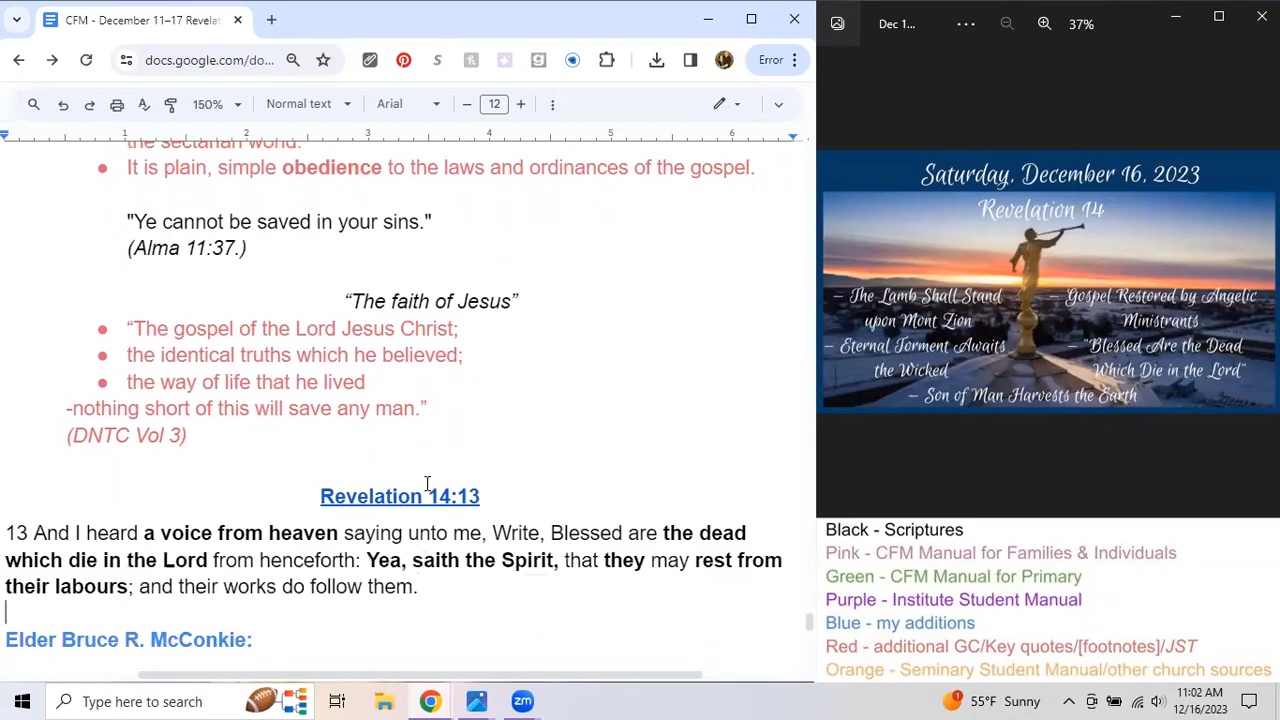 CFM - December 11–17 Revelat
docs.google.com/do...
Error
150%
Normal text
Arial
12
1
2
3
4
5
6
the sectarian world.
● It is plain, simple obedience to the laws and ordinances of the gospel.
"Ye cannot be saved in your sins."
(Alma 11:37.)
“The faith of Jesus”
● “The gospel of the Lord Jesus Christ;
● the identical truths which he believed;
● the way of life that he lived
-nothing short of this will save any man.”
(DNTC Vol 3)
Revelation 14:13
13 And I heard a voice from heaven saying unto me, Write, Blessed are the dead
which die in the Lord from henceforth: Yea, saith the Spirit, that they may rest from
their labours; and their works do follow them.
Elder Bruce R. McConkie:
Dec 1...
37%
Saturday, December 16, 2023
Revelation 14
– The Lamb Shall Stand
upon Mont Zion
– Eternal Torment Awaits
the Wicked
– Gospel Restored by Angelic
Ministrants
– "Blessed Are the Dead
Which Die in the Lord"
– Son of Man Harvests the Earth
Black - Scriptures
Pink - CFM Manual for Families & Individuals
Green - CFM Manual for Primary
Purple - Institute Student Manual
Blue - my additions
Red - additional GC/Key quotes/[footnotes]/JST
Orange - Seminary Student Manual/other church sources
Type here to search
zm
1
55°F Sunny
11:02 AM
12/16/2023